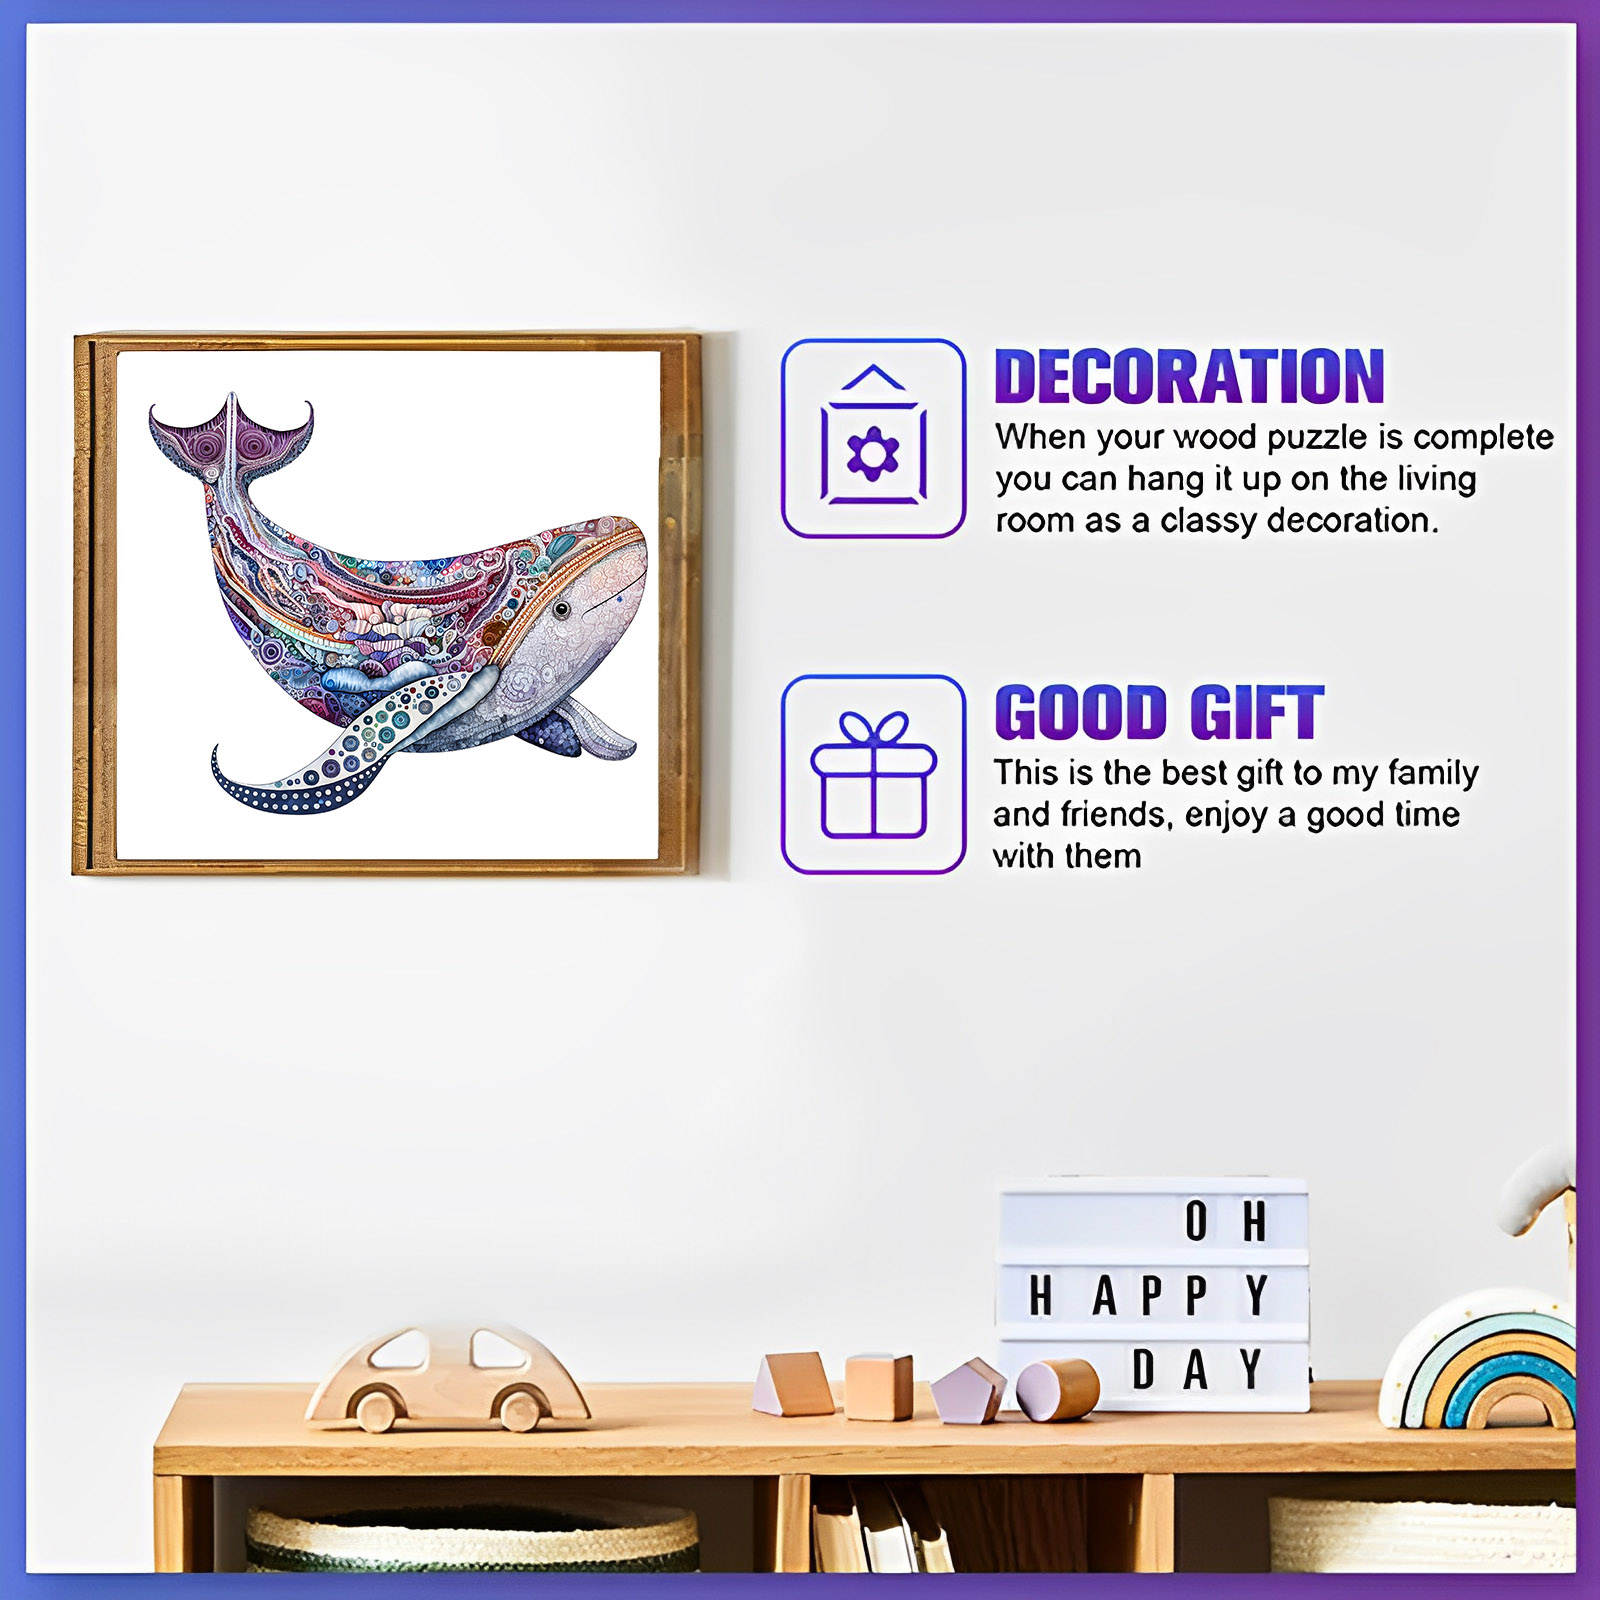 DECORATION
When your wood puzzle is complete
you can hang it up on the living
room as a classy decoration.
GOOD GIFT
This is the best gift to my family
and friends, enjoy a good time
with them
OH
HAPPY
DAY